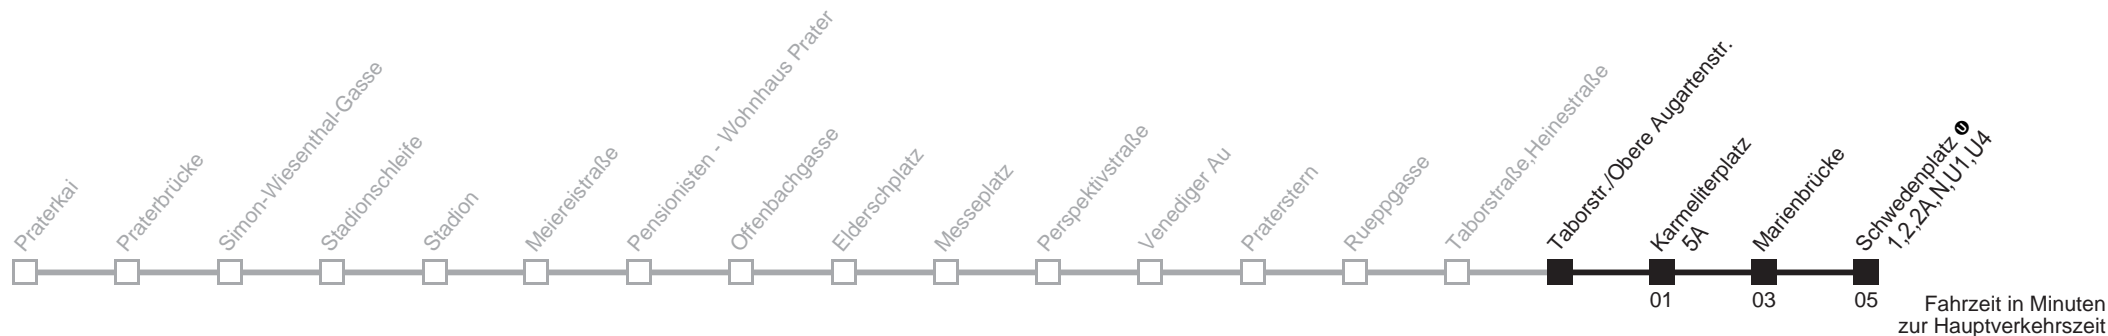 Praterkai
Praterbrücke
Simon-Wiesenthal-Gasse
Stadionschleife
Stadion
Meiereistraße
Pensionisten - Wohnhaus Prater
Offenbachgasse
Elderschplatz
Messeplatz
Perspektivstraße
Venediger Au
Praterstern
Rueppgasse
Taborstraße,Heinestraße
Taborstr./Obere Augartenstr.
Karmeliterplatz
5A
Marienbrücke
Schwedenplatz U
1,2,2A,N,U1,U4
01
03
05
Fahrzeit in Minuten
zur Hauptverkehrszeit